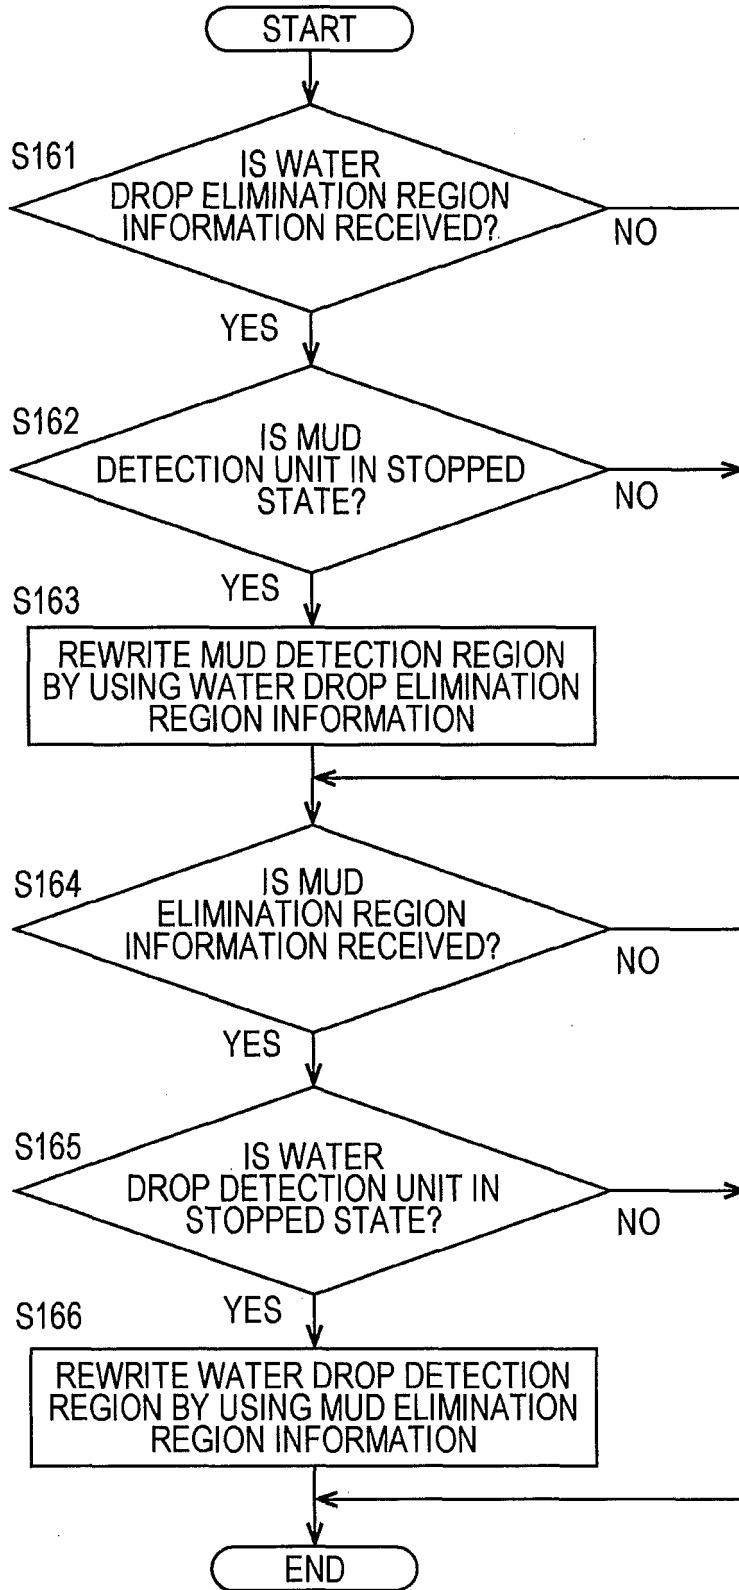 START
S161
IS WATER
DROP ELIMINATION REGION
INFORMATION RECEIVED?
NO
YES
S162
IS MUD
DETECTION UNIT IN STOPPED
STATE?
NO
YES
S163
REWRITE MUD DETECTION REGION
BY USING WATER DROP ELIMINATION
REGION INFORMATION
S164
IS MUD
ELIMINATION REGION
INFORMATION RECEIVED?
NO
YES
S165
IS WATER
DROP DETECTION UNIT IN
STOPPED STATE?
NO
YES
S166
REWRITE WATER DROP DETECTION
REGION BY USING MUD ELIMINATION
REGION INFORMATION
END